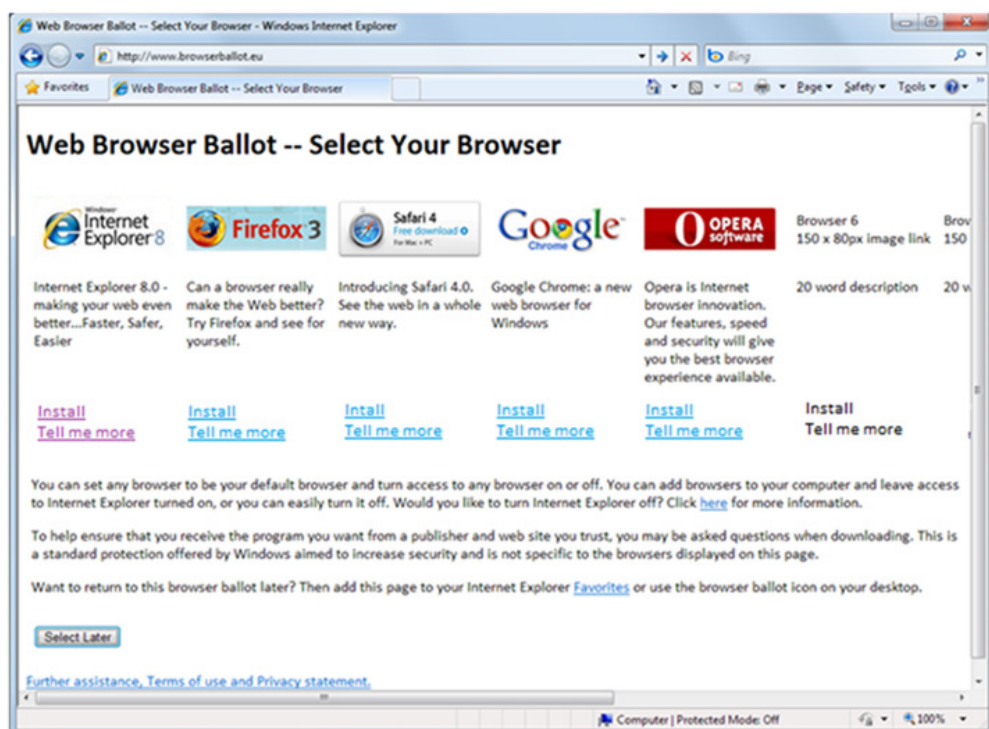 Web Browser Ballot -- Select Your Browser - Windows Internet Explorer
http://www.browserballot.eu
Bing
Favorites
Web Browser Ballot -- Select Your Browser
Page
Safety
Tools
Web Browser Ballot -- Select Your Browser
Windows
Internet
Explorer 8
Firefox 3
Safari 4
Free download
For Mac + PC
Google
Chrome
OPERA
software
Browser 6
150 x 80px image link
Brow
150
Internet Explorer 8.0 -
making your web even
better...Faster, Safer,
Easier
Can a browser really
make the Web better?
Try Firefox and see for
yourself.
Introducing Safari 4.0.
See the web in a whole
new way.
Google Chrome: a new
web browser for
Windows
Opera is Internet
browser innovation.
Our features, speed
and security will give
you the best browser
experience available.
20 word description
20 w
Install
Tell me more
Install
Tell me more
Intall
Tell me more
Install
Tell me more
Install
Tell me more
Install
Tell me more
You can set any browser to be your default browser and turn access to any browser on or off. You can add browsers to your computer and leave access
to Internet Explorer turned on, or you can easily turn it off. Would you like to turn Internet Explorer off? Click here for more information.
To help ensure that you receive the program you want from a publisher and web site you trust, you may be asked questions when downloading. This is
a standard protection offered by Windows aimed to increase security and is not specific to the browsers displayed on this page.
Want to return to this browser ballot later? Then add this page to your Internet Explorer Favorites or use the browser ballot icon on your desktop.
Select Later
Further assistance, Terms of use and Privacy statement.
Computer | Protected Mode: Off
100%